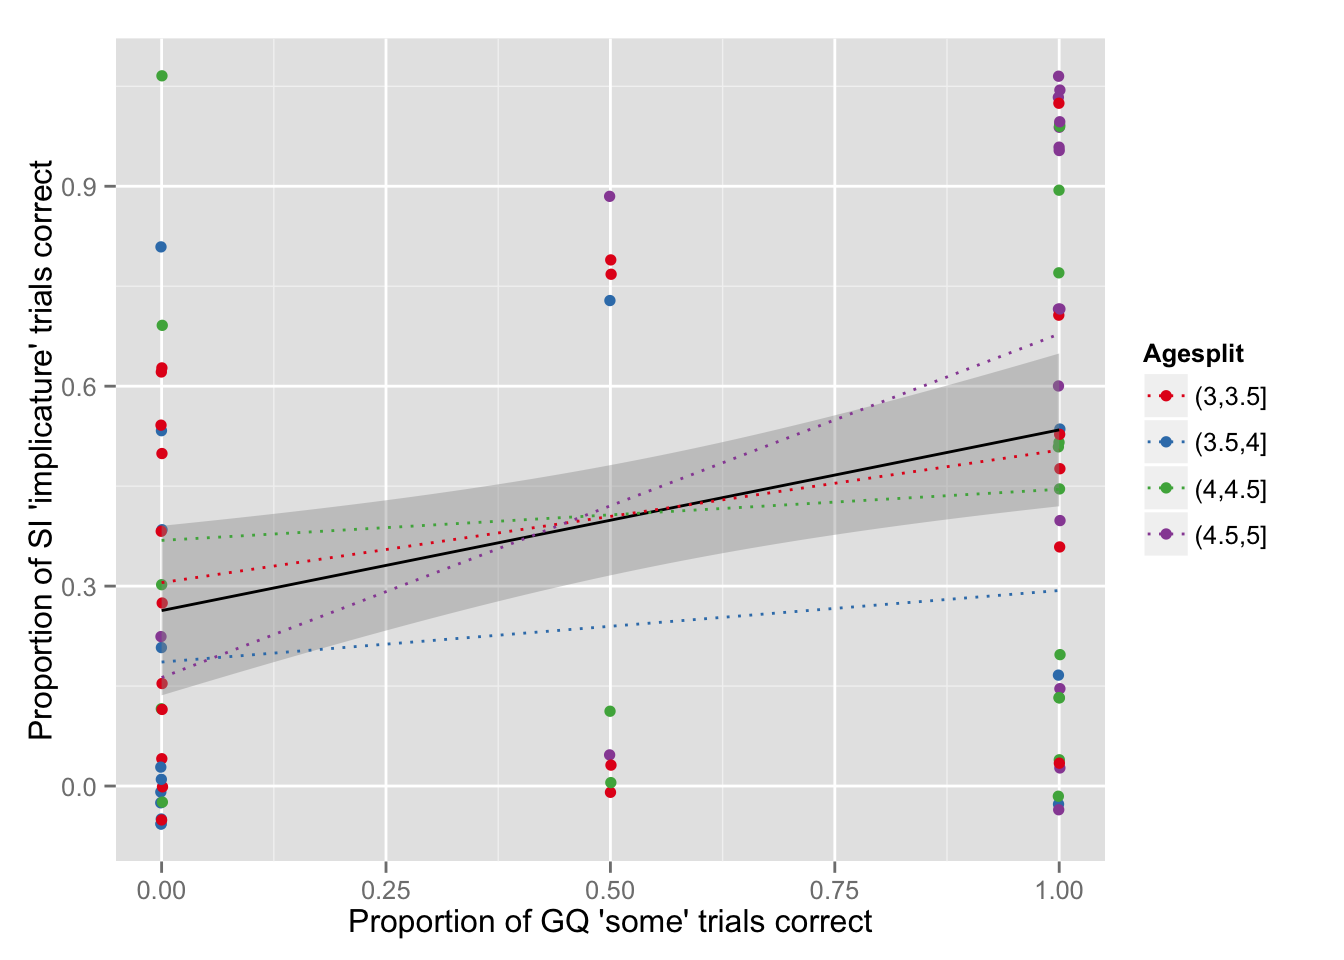 Proportion of SI 'implicature' trials correct
0.9
0.6
0.3
0.0
0.00 0.25 0.50 0.75 1.00
Proportion of GQ 'some' trials correct
Agesplit
(3,3.5]
(3.5,4]
(4,4.5]
(4.5,5]